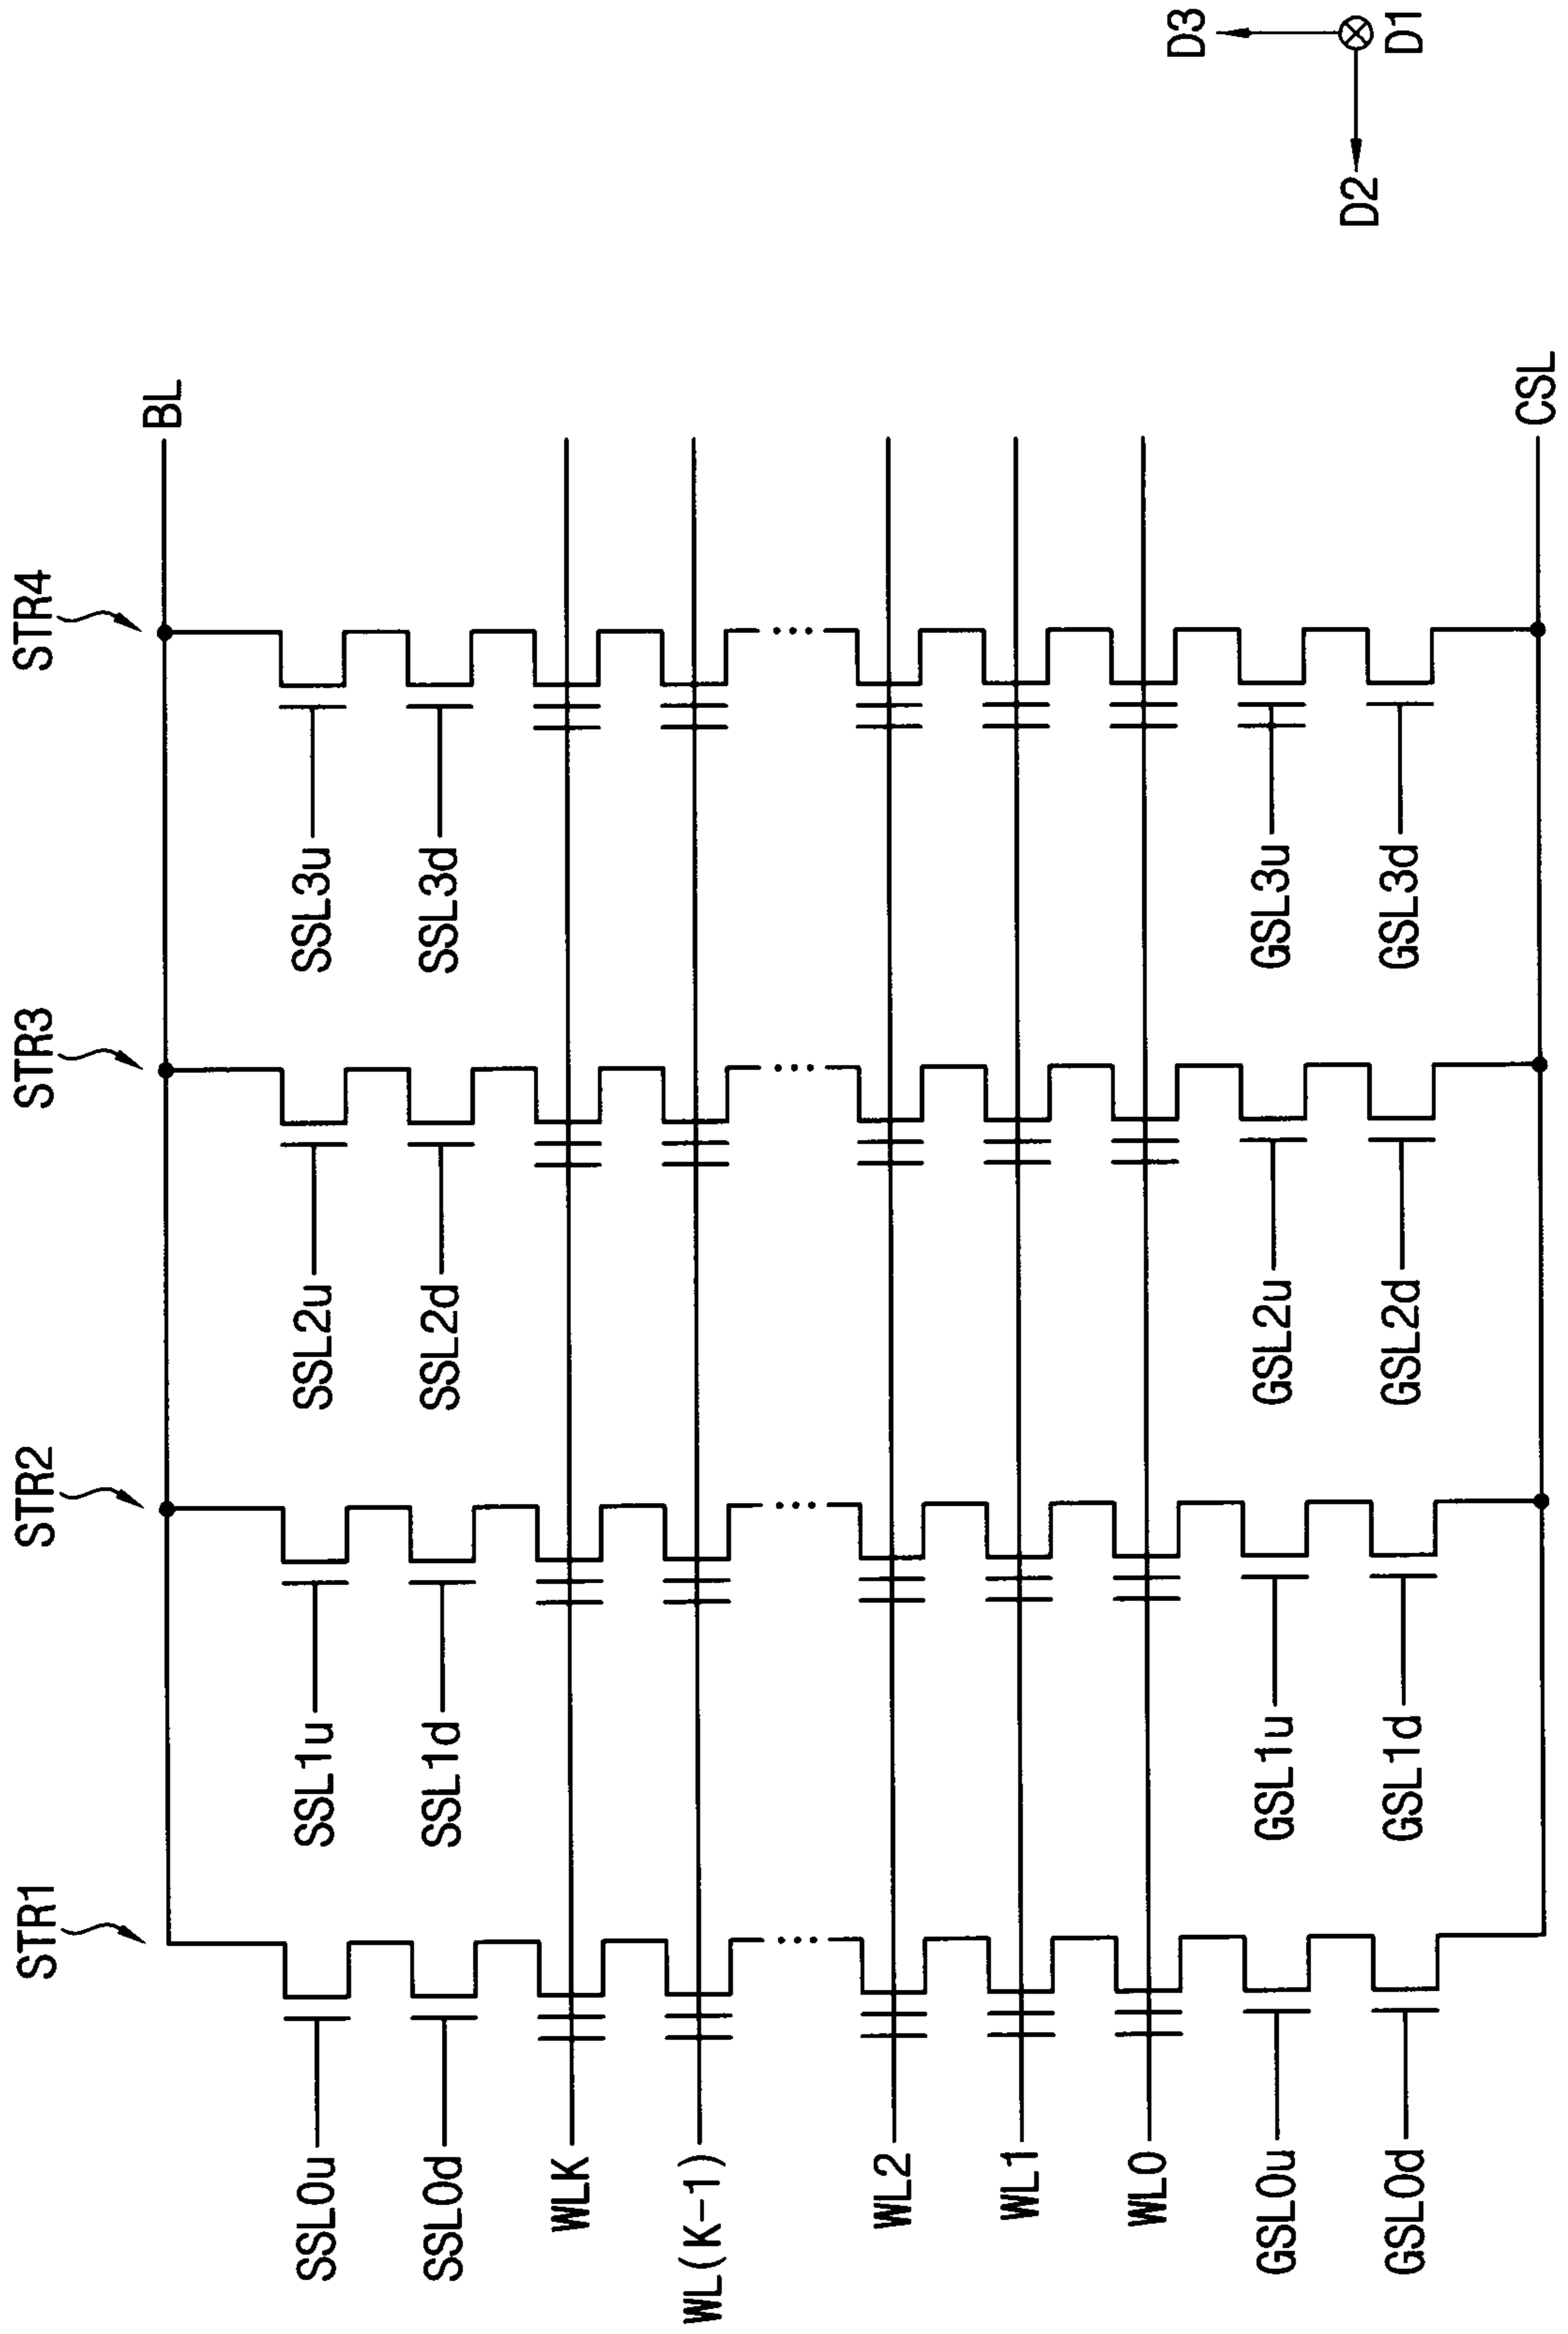 STR1 STR2 STR3 STR4
BL
SSL0u SSL1u SSL2u SSL3u
SSL0d SSL1d SSL2d SSL3d
WLK
WL(K-1)
WL2
WL1
WL0
GSL0u GSL1u GSL2u GSL3u
GSL0d GSL1d GSL2d GSL3d
CSL
D3
D2
D1